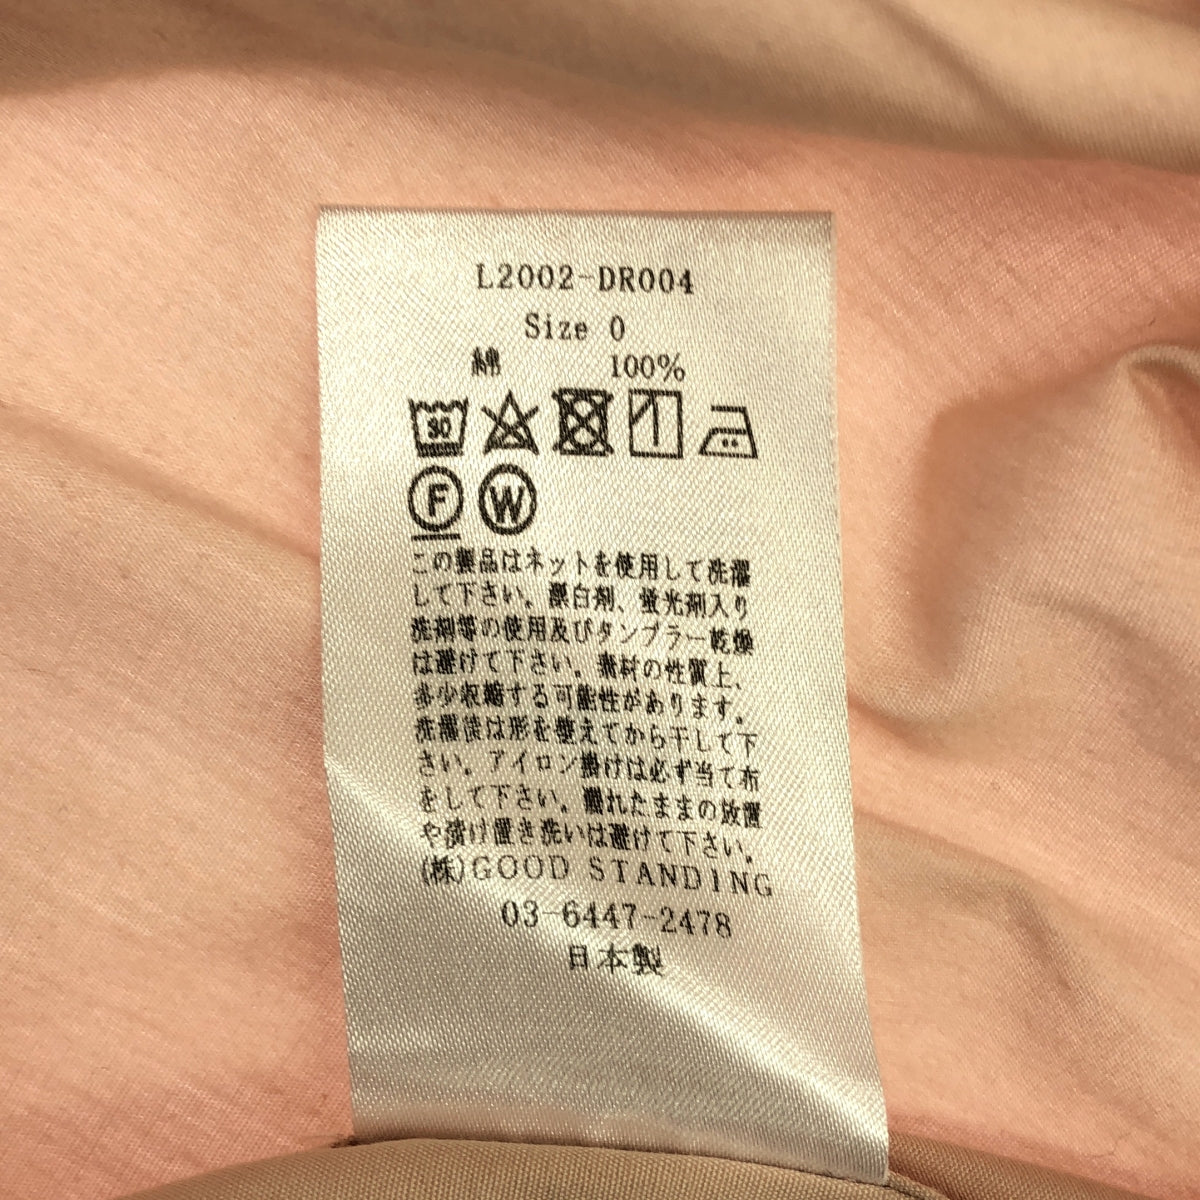 L2002-DR004
Size 0
綿 100%
30
F W
この製品はネットを使用して洗濯
して下さい。漂白剤、蛍光剤入り
洗剤等の使用及びタンブラー乾燥
は避けて下さい。素材の性質上、
多少収縮する可能性があります。
洗濯後は形を整えてから干して下
さい。アイロン掛けは必ず当て布
をして下さい。濡れたままの放置
や漬け置き洗いは避けて下さい。
(株)GOOD STANDING
03-6447-2478
日本製